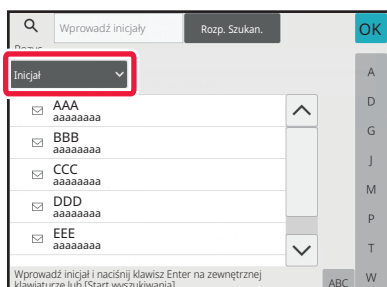 Wprowadź inicjały
Rozp. Szukan.
OK
Inicjał
AAA
aaaaaaaa
BBB
aaaaaaaa
CCC
aaaaaaaa
DDD
aaaaaaaa
EEE
aaaaaaaa
A
D
G
J
M
P
T
W
ABC
Wprowadź inicjał i naciśnij klawisz Enter na zewnętrznej
klawiaturze lub [Start wyszukiwania]